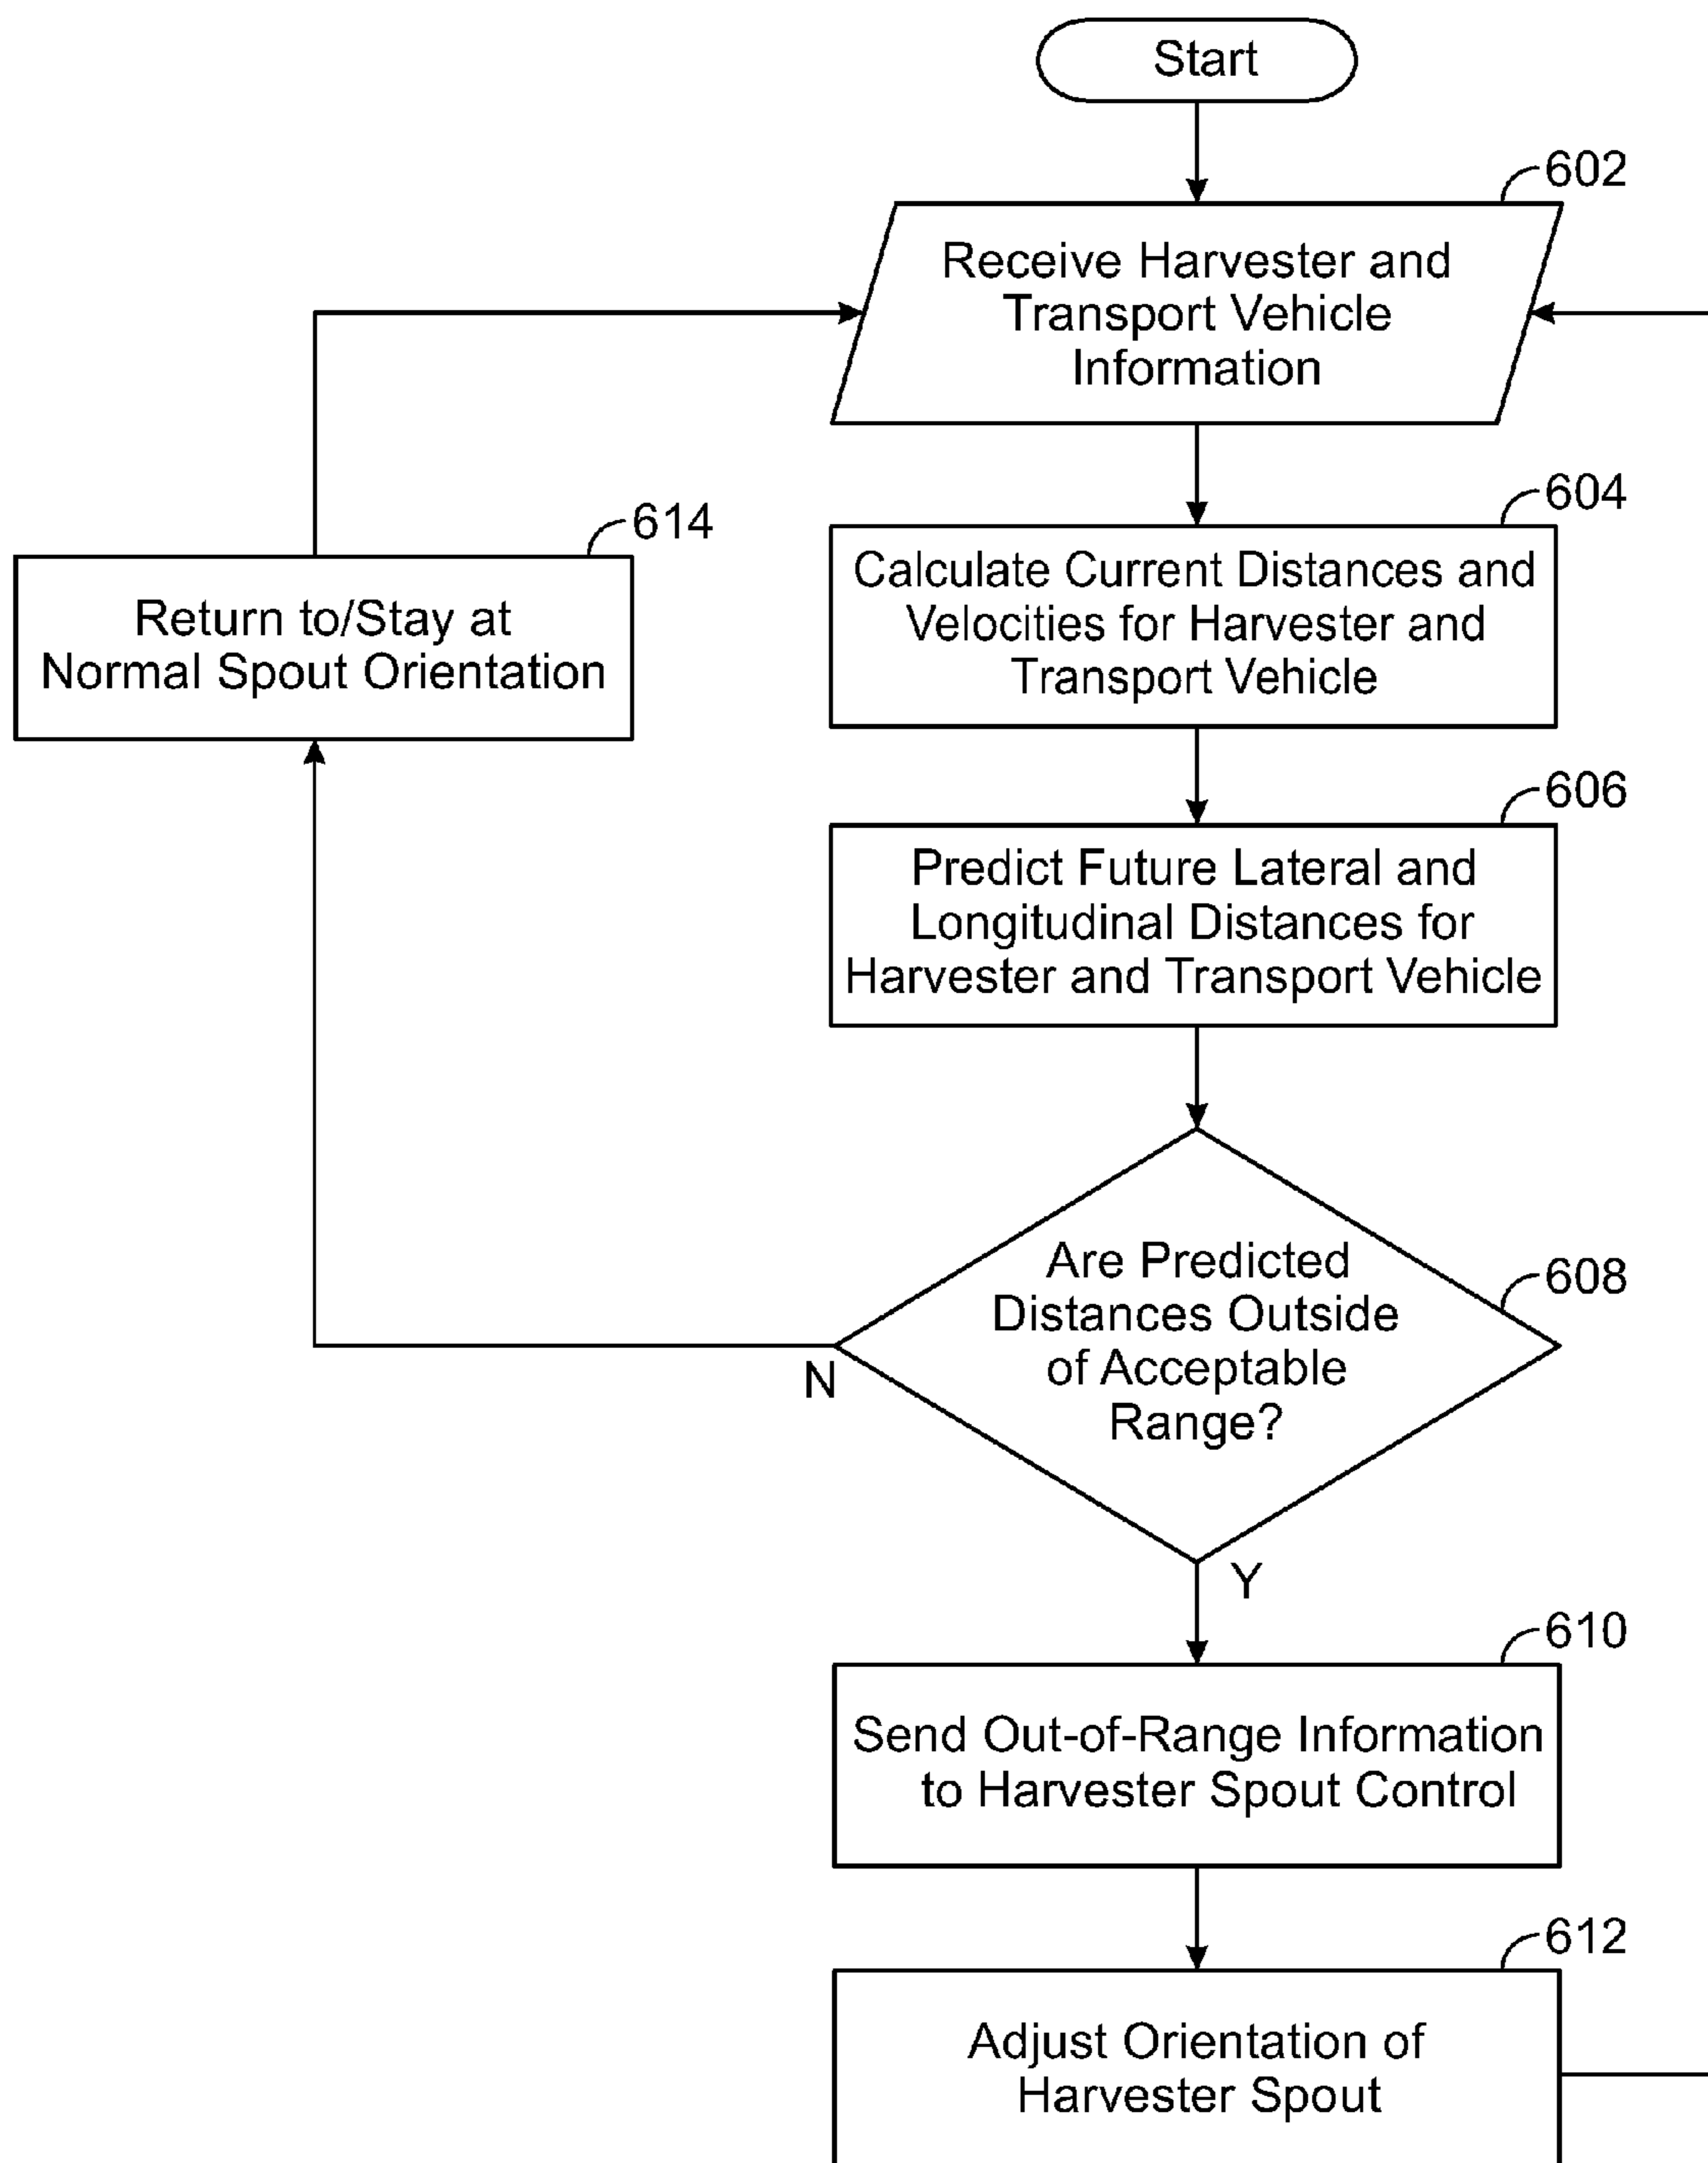 Start
602
Receive Harvester and
Transport Vehicle
Information
604
Calculate Current Distances and
Velocities for Harvester and
Transport Vehicle
614
Return to/Stay at
Normal Spout Orientation
606
Predict Future Lateral and
Longitudinal Distances for
Harvester and Transport Vehicle
608
Are Predicted
Distances Outside
of Acceptable
Range?
N
Y
610
Send Out-of-Range Information
to Harvester Spout Control
612
Adjust Orientation of
Harvester Spout